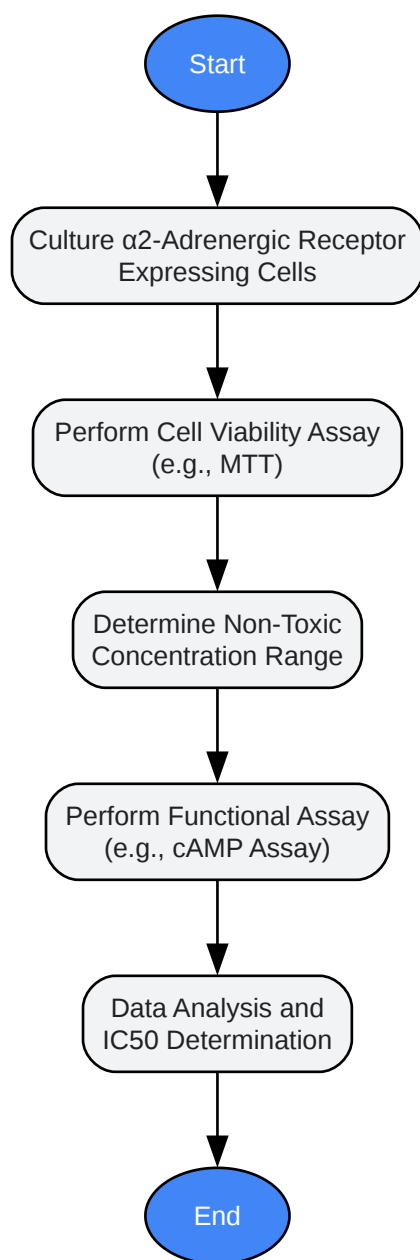 Start
Culture α2-Adrenergic Receptor
Expressing Cells
Perform Cell Viability Assay
(e.g., MTT)
Determine Non-Toxic
Concentration Range
Perform Functional Assay
(e.g., cAMP Assay)
Data Analysis and
IC50 Determination
End